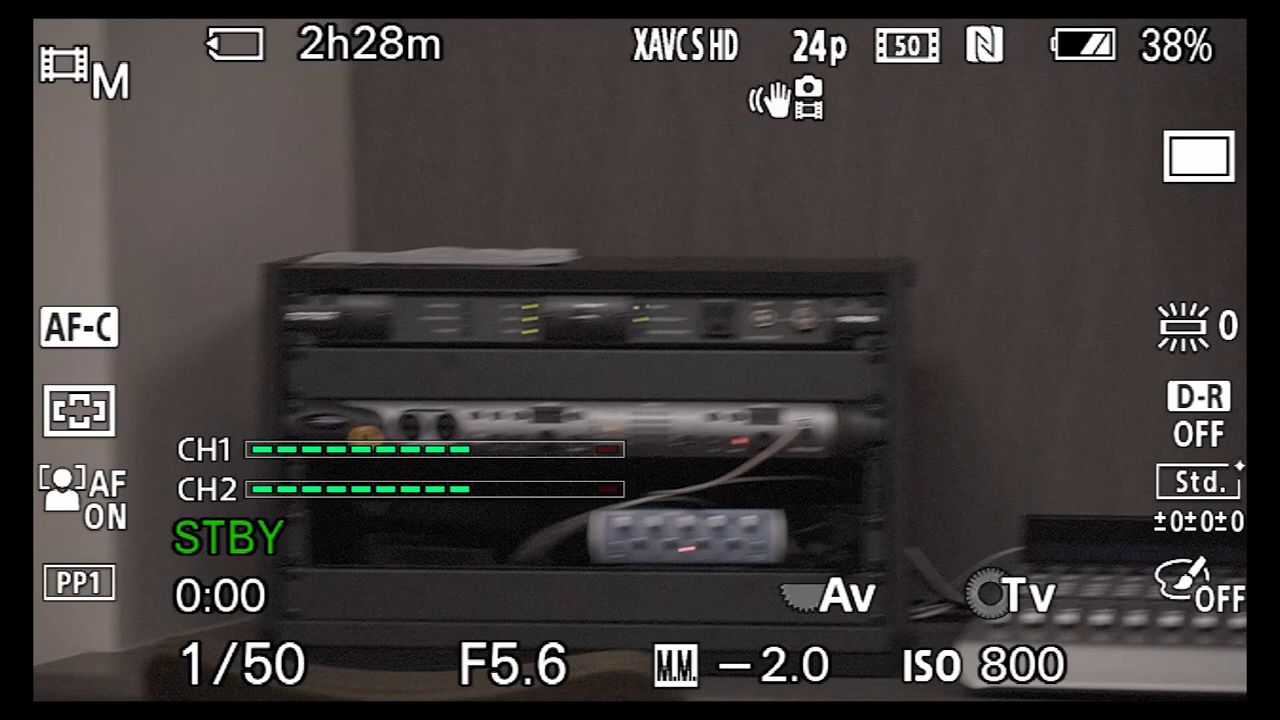 M 2h28m XAVC S HD 24p 50 N 38%
AF-C
0
D-R
OFF
AF
ON
CH1
CH2
Std.
±0±0±0
STBY
PP1
0:00 Av Tv OFF
1/50 F5.6 M.M. −2.0 ISO 800